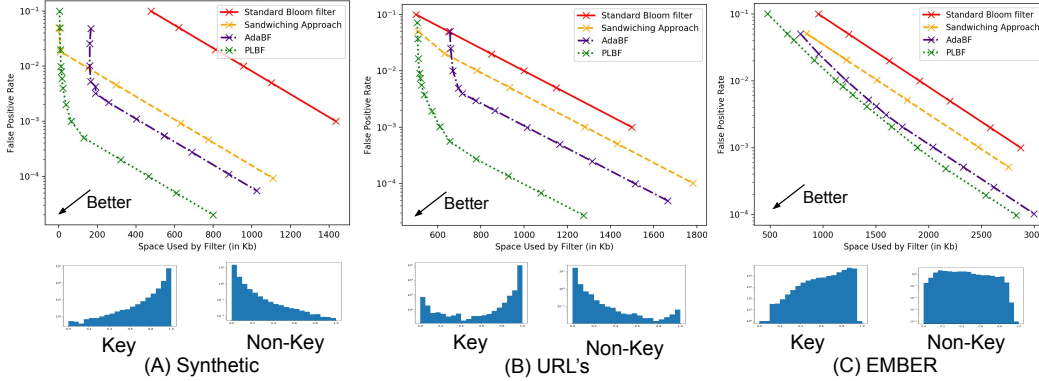 Standard Bloom filter
Sandwiching Approach
AdaBF
PLBF
False Positive Rate
10⁻¹
10⁻²
10⁻³
10⁻⁴
Better
0
200
400
600
800
1000
1200
1400
Space Used by Filter (in Kb)
Key
Non-Key
(A) Synthetic
Standard Bloom filter
Sandwiching Approach
AdaBF
PLBF
False Positive Rate
10⁻¹
10⁻²
10⁻³
10⁻⁴
Better
600
800
1000
1200
1400
1600
1800
Space Used by Filter (in Kb)
Key
Non-Key
(B) URL's
Standard Bloom filter
Sandwiching Approach
AdaBF
PLBF
False Positive Rate
10⁻¹
10⁻²
10⁻³
10⁻⁴
Better
500
1000
1500
2000
2500
Space Used by Filter (in Kb)
Key
Non-Key
(C) EMBER